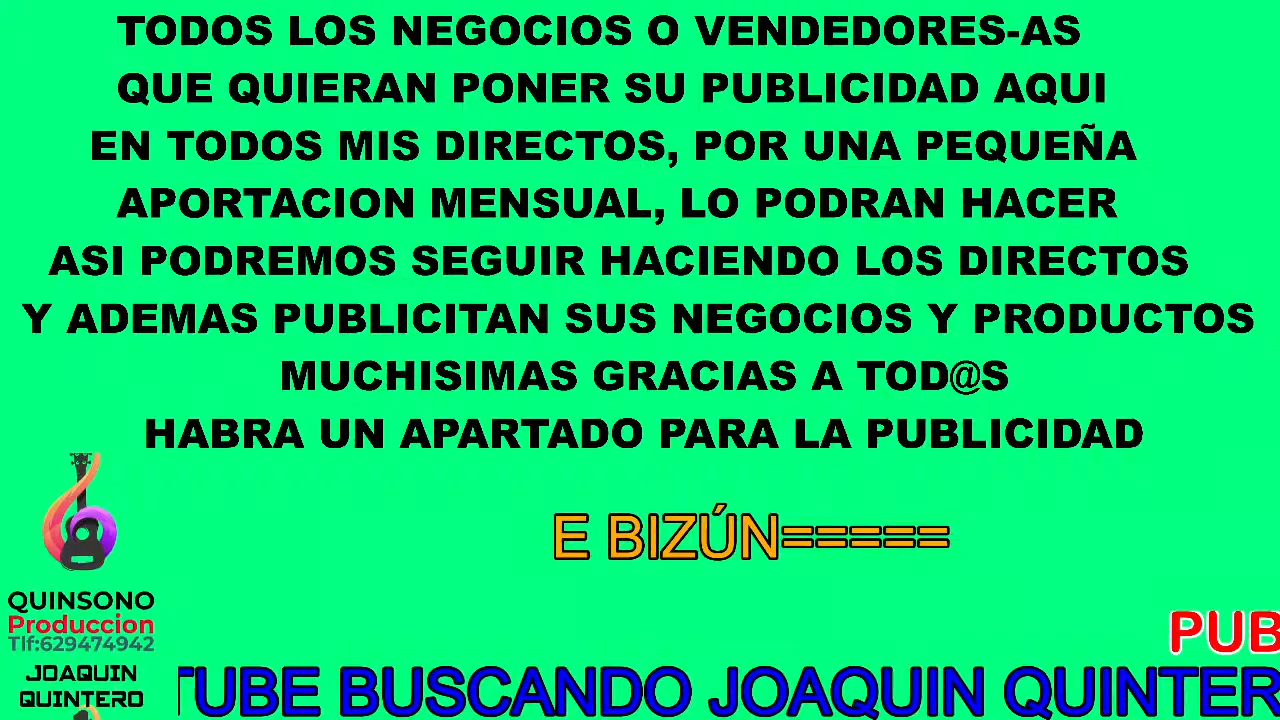 TODOS LOS NEGOCIOS O VENDEDORES-AS
QUE QUIERAN PONER SU PUBLICIDAD AQUI
EN TODOS MIS DIRECTOS, POR UNA PEQUEÑA
APORTACION MENSUAL, LO PODRAN HACER
ASI PODREMOS SEGUIR HACIENDO LOS DIRECTOS
Y ADEMAS PUBLICITAN SUS NEGOCIOS Y PRODUCTOS
MUCHISIMAS GRACIAS A TOD@S
HABRA UN APARTADO PARA LA PUBLICIDAD
E BIZÚN=====
QUINSONO
Produccion
Tlf:629474942
JOAQUIN
QUINTERO
PUB
TUBE BUSCANDO JOAQUIN QUINTER